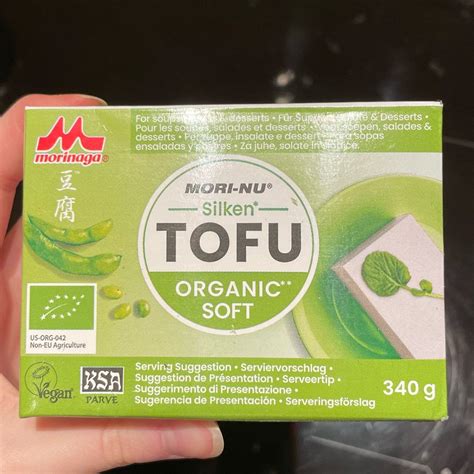 For soups, salads & desserts • Für Suppen, Salate & Desserts •
Pour les soupes, salades et desserts • Voor soepen, salades &
desserts • Per zuppe, insalate e dessert • Para sopas
ensaladas y postres • Za juhe, solate in sladice.
morinaga®
豆腐
MORI-NU®
Silken*
TOFU
ORGANIC**
SOFT
US-ORG-042
Non-EU Agriculture
Vegan
KSA
PARVE
Serving Suggestion • Serviervorschlag •
Suggestion de Présentation • Serveertip •
Suggerimento di Presentazione •
Sugerencia de Presentación • Serveringsförslag
340 g